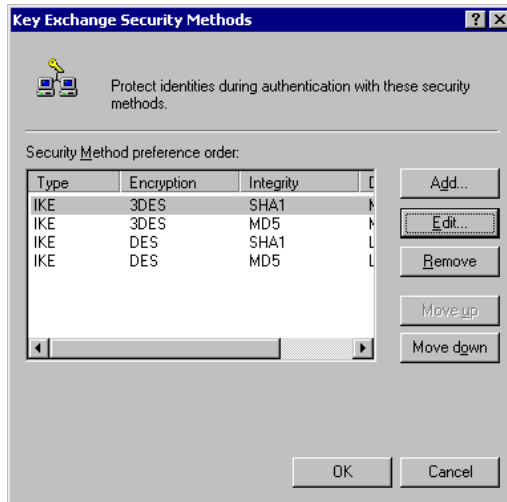 Key Exchange Security Methods
Protect identities during authentication with these security
methods.
Security Method preference order:
Type Encryption Integrity
IKE 3DES SHA1
IKE 3DES MD5
IKE DES SHA1
IKE DES MD5
Add...
Edit...
Remove
Move up
Move down
OK Cancel